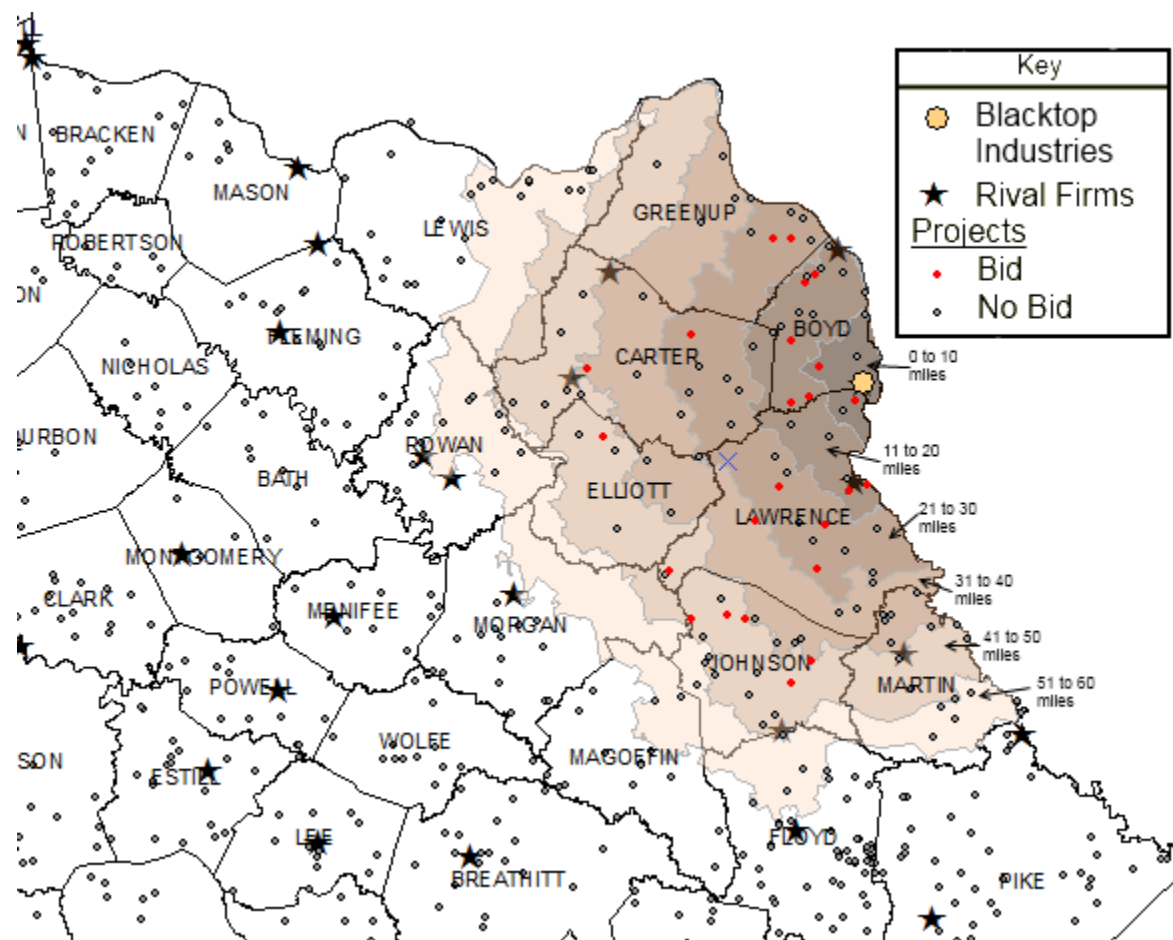 Key
Blacktop
Industries
Rival Firms
Projects
Bid
No Bid
BRACKEN
MASON
LEWIS
GREENUP
ROBERTSON
ON
NICHOLAS
FLEMING
CARTER
BOYD
0 to 10
miles
URBON
BATH
ROWAN
ELLIOTT
11 to 20
miles
LAWRENCE
21 to 30
miles
MONTGOMERY
CLARK
MENIFEE
MORGAN
31 to 40
miles
JOHNSON
MARTIN
41 to 50
miles
POWELL
51 to 60
miles
WOLFE
MAGOFFIN
SON
ESTILL
LEE
BREATHITT
FLOYD
PIKE